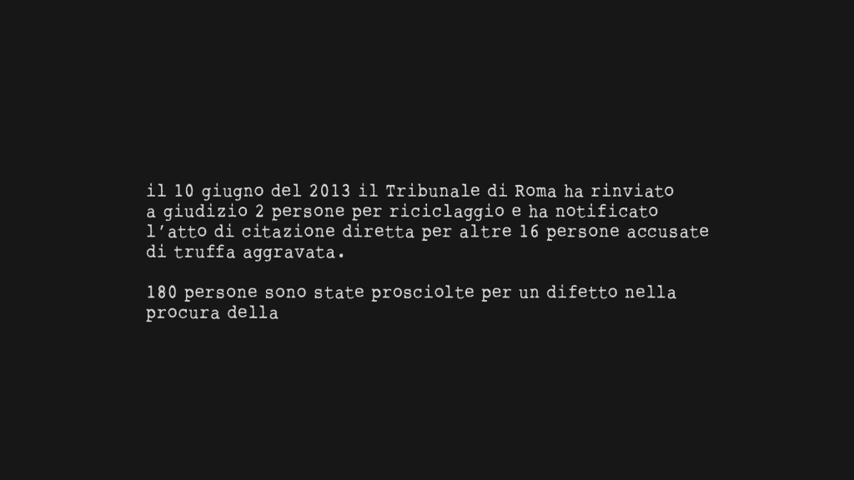 il 10 giugno del 2013 il Tribunale di Roma ha rinviato
a giudizio 2 persone per riciclaggio e ha notificato
l'atto di citazione diretta per altre 16 persone accusate
di truffa aggravata.
180 persone sono state prosciolte per un difetto nella
procura della